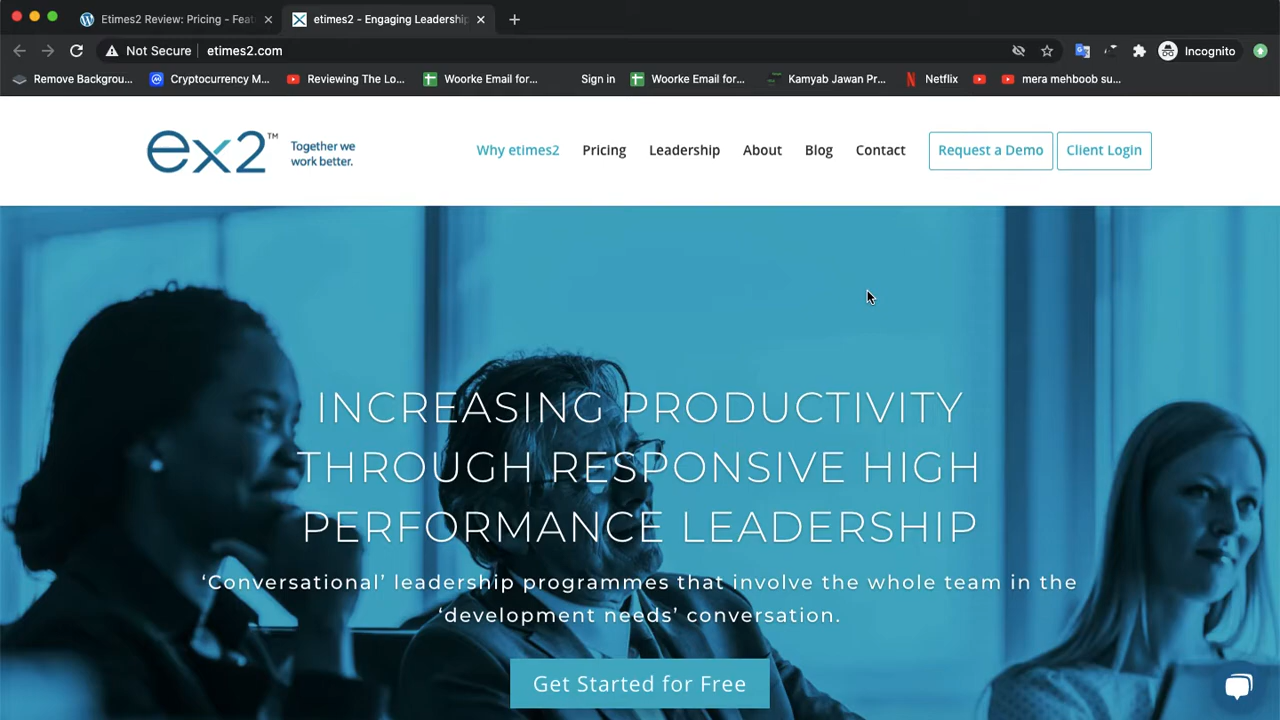 Etimes2 Review: Pricing - Feat
etimes2 - Engaging Leadership
Not Secure
etimes2.com
Incognito
Remove Backgrou...
Cryptocurrency M...
Reviewing The Lo...
Woorke Email for...
Sign in
Woorke Email for...
Kamyab Jawan Pr...
Netflix
mera mehboob su...
ex2™
Together we
work better.
Why etimes2
Pricing
Leadership
About
Blog
Contact
Request a Demo
Client Login
INCREASING PRODUCTIVITY
THROUGH RESPONSIVE HIGH
PERFORMANCE LEADERSHIP
‘Conversational’ leadership programmes that involve the whole team in the
‘development needs’ conversation.
Get Started for Free